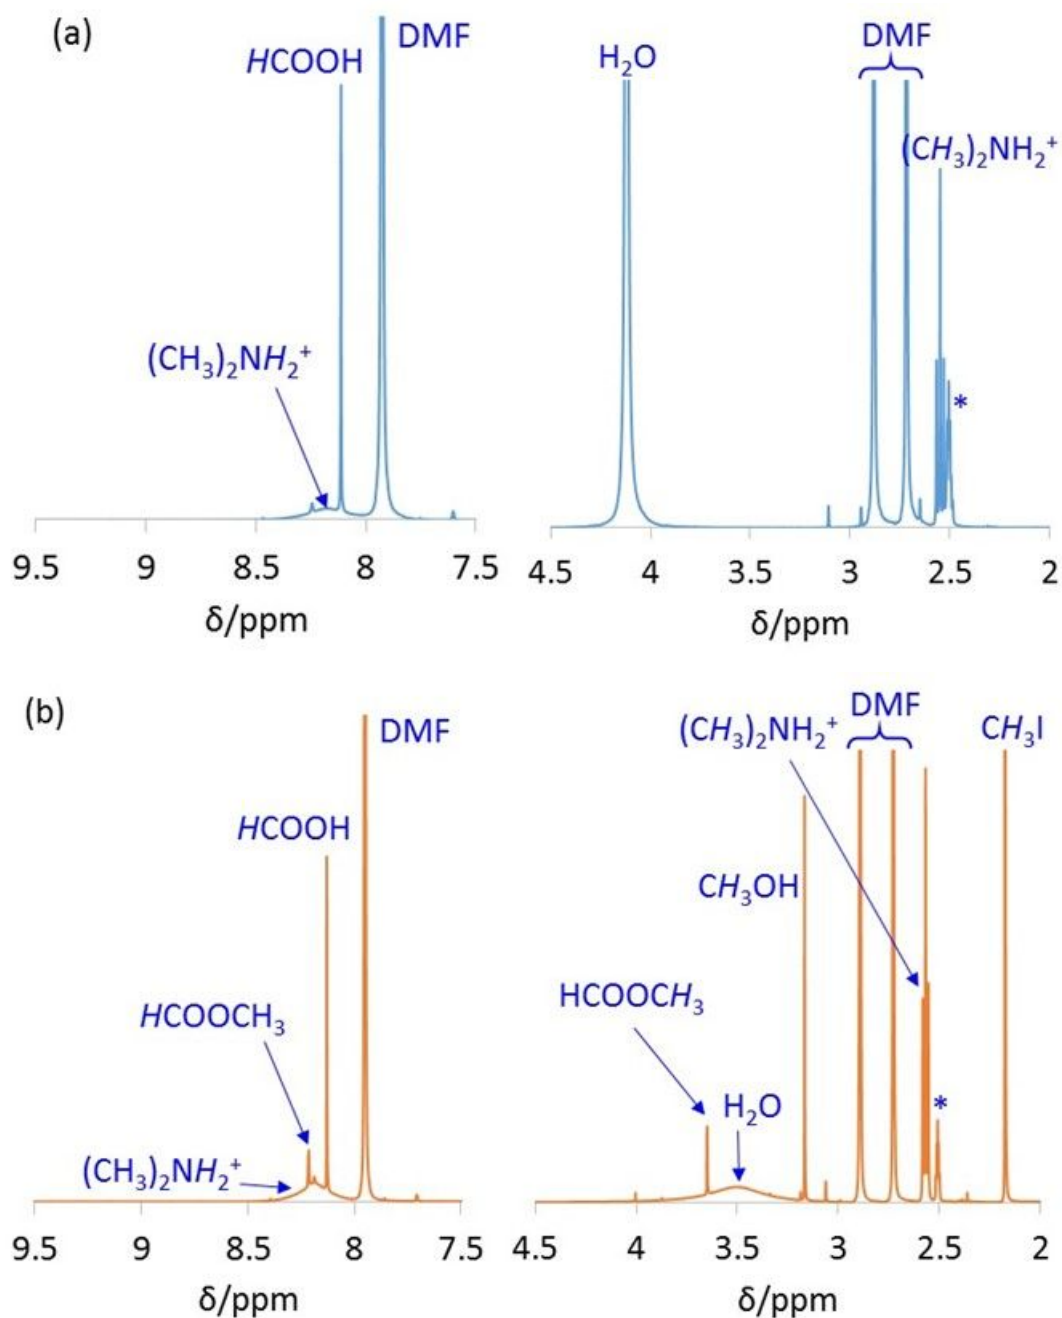 (a)
HCOOH
DMF
H₂O
DMF
(CH₃)₂NH₂⁺
(CH₃)₂NH₂⁺
*
9.5 9 8.5 8 7.5
δ/ppm
4.5 4 3.5 3 2.5 2
δ/ppm
(b)
DMF
HCOOH
HCOOCH₃
(CH₃)₂NH₂⁺
DMF
(CH₃)₂NH₂⁺
CH₃I
CH₃OH
HCOOCH₃
H₂O
*
9.5 9 8.5 8 7.5
δ/ppm
4.5 4 3.5 3 2.5 2
δ/ppm